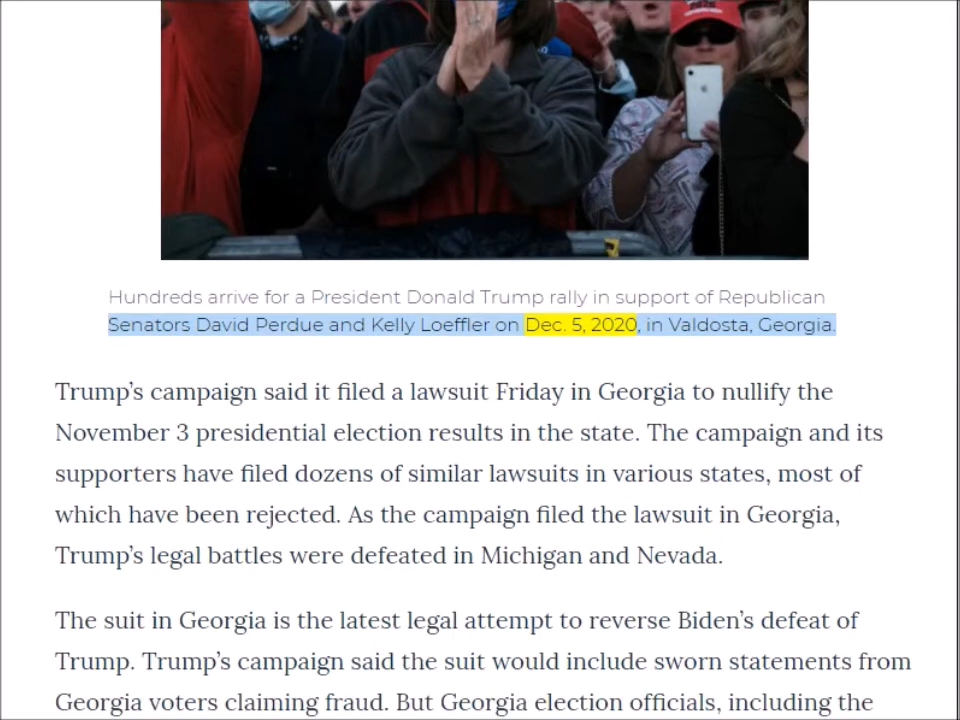 Hundreds arrive for a President Donald Trump rally in support of Republican
Senators David Perdue and Kelly Loeffler on Dec. 5, 2020, in Valdosta, Georgia.
Trump’s campaign said it filed a lawsuit Friday in Georgia to nullify the
November 3 presidential election results in the state. The campaign and its
supporters have filed dozens of similar lawsuits in various states, most of
which have been rejected. As the campaign filed the lawsuit in Georgia,
Trump’s legal battles were defeated in Michigan and Nevada.
The suit in Georgia is the latest legal attempt to reverse Biden’s defeat of
Trump. Trump’s campaign said the suit would include sworn statements from
Georgia voters claiming fraud. But Georgia election officials, including the